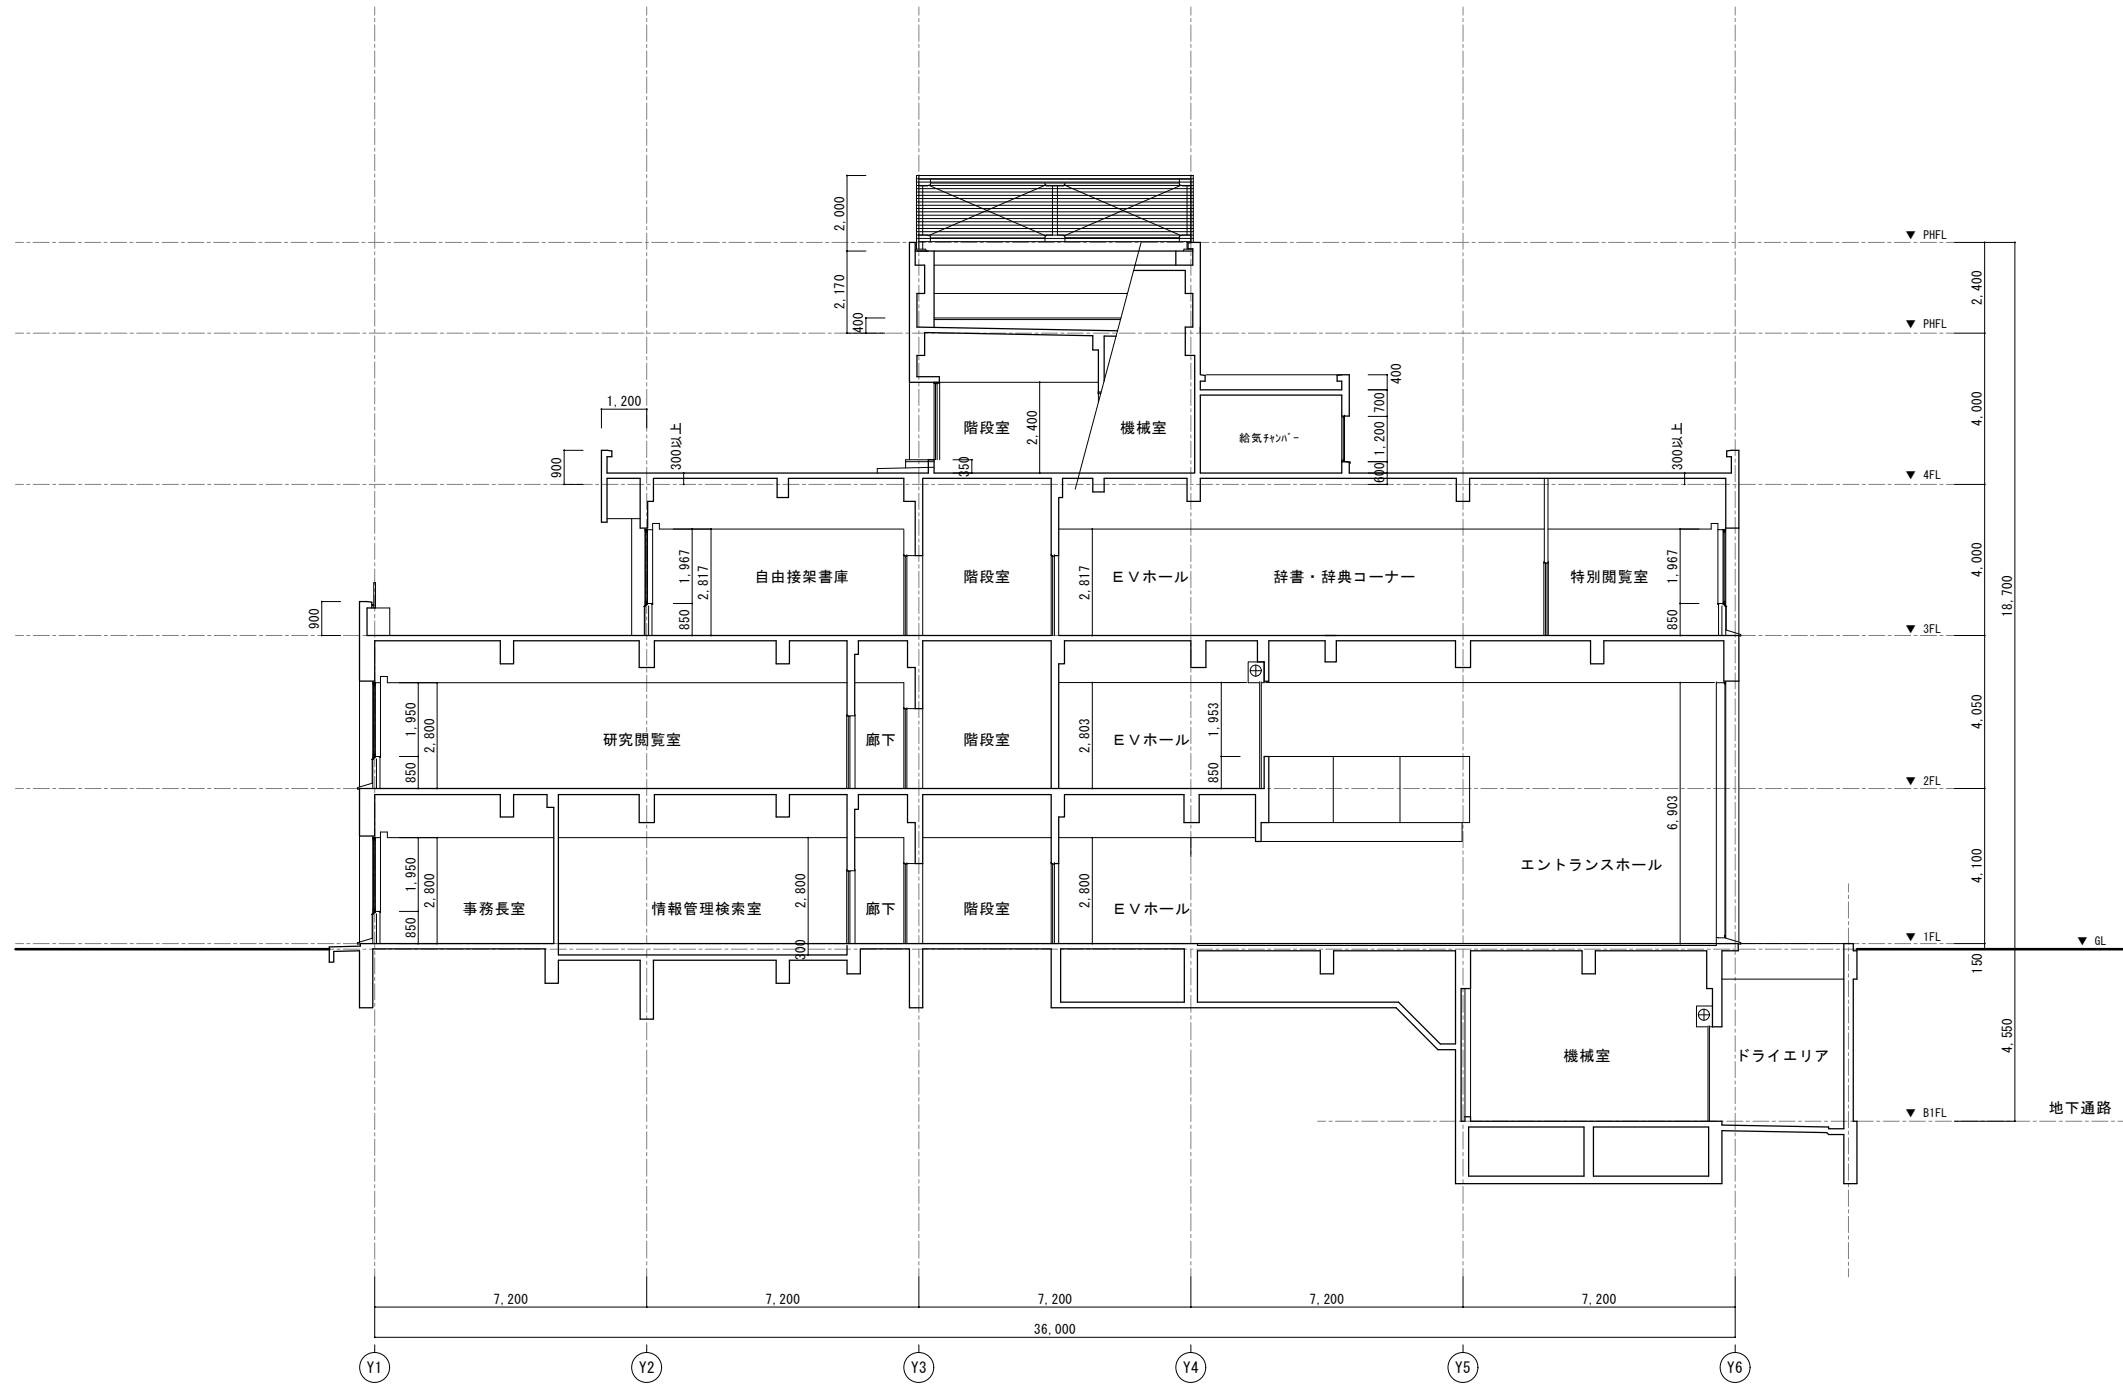 2,000
▼ PHFL
2,170
400
2,400
▼ PHFL
1,200
900
300以上
階段室
2,400
350
機械室
給気ﾁｬﾝﾊﾞｰ
400
700
1,200
600
300以上
4,000
▼ 4FL
900
1,967
2,817
850
自由接架書庫
階段室
2,817
ＥＶホール
辞書・辞典コーナー
特別閲覧室
1,967
850
4,000
18,700
▼ 3FL
1,950
2,800
850
研究閲覧室
廊下
階段室
2,803
ＥＶホール
1,953
850
4,050
▼ 2FL
6,903
エントランスホール
1,950
2,800
850
事務長室
情報管理検索室
2,800
300
廊下
階段室
2,800
ＥＶホール
4,100
▼ 1FL
▼ GL
150
機械室
ドライエリア
4,550
▼ B1FL
地下通路
7,200
7,200
7,200
7,200
7,200
36,000
Y1
Y2
Y3
Y4
Y5
Y6